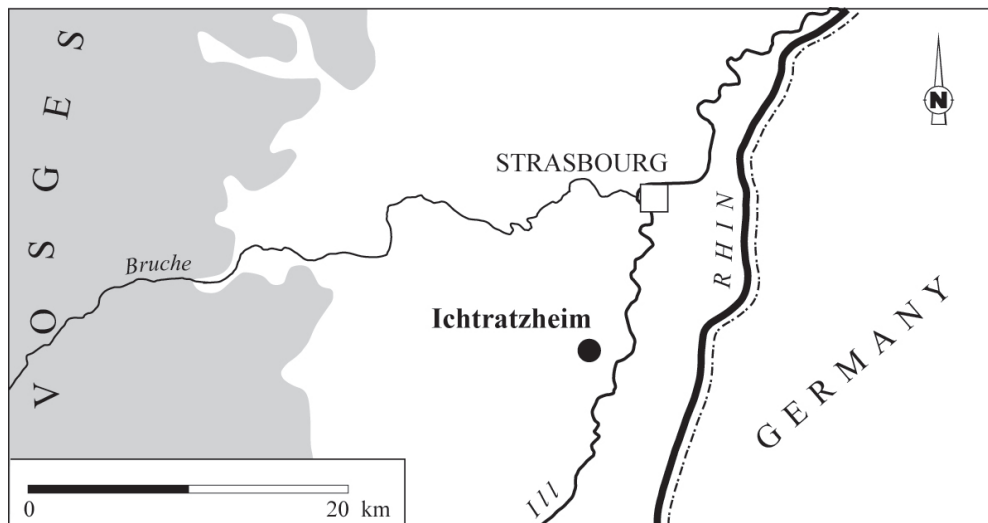 VOSGES
N
STRASBOURG
RHIN
Bruche
Ichtratzheim
GERMANY
Ill
0 20 km